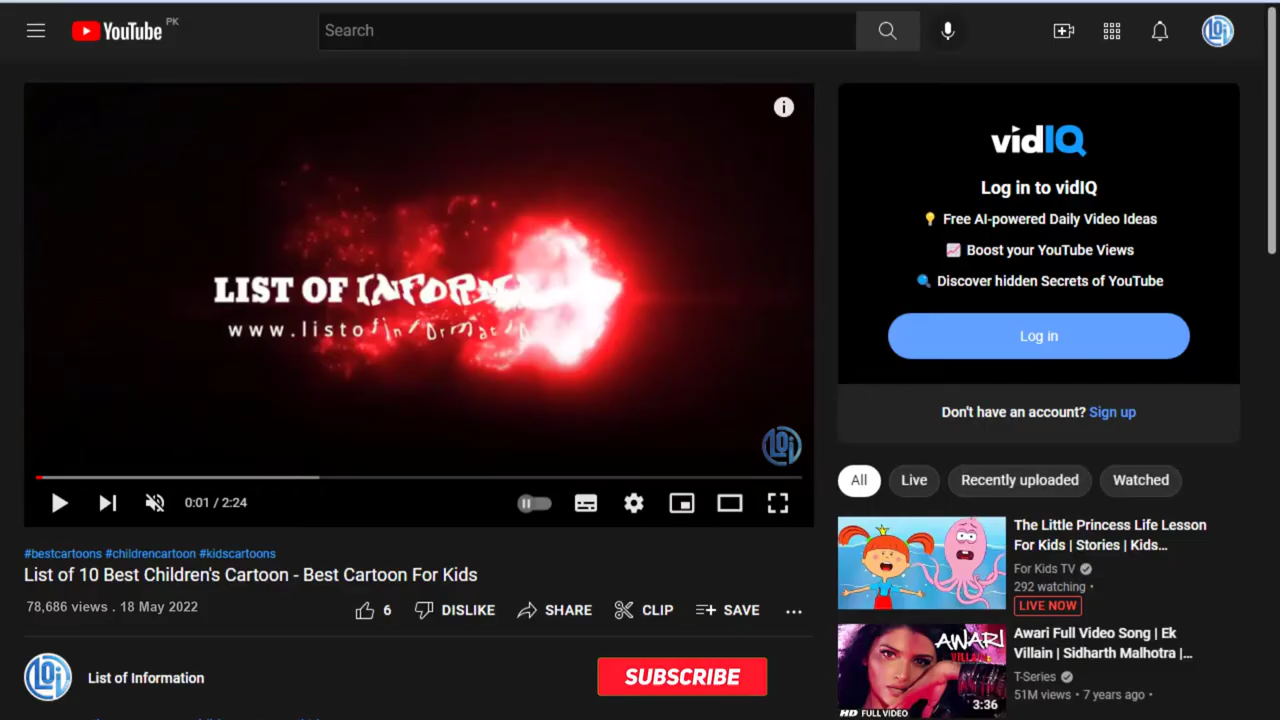 YouTube PK
Search
LIST OF INFORM
www.listofinformatio
LOi
0:01 / 2:24
#bestcartoons #childrencartoon #kidscartoons
List of 10 Best Children's Cartoon - Best Cartoon For Kids
78,686 views . 18 May 2022
6 DISLIKE SHARE CLIP SAVE ...
LOi
List of Information
SUBSCRIBE
vidIQ
Log in to vidIQ
Free AI-powered Daily Video Ideas
Boost your YouTube Views
Discover hidden Secrets of YouTube
Log in
Don't have an account? Sign up
All Live Recently uploaded Watched
The Little Princess Life Lesson
For Kids | Stories | Kids...
For Kids TV
292 watching •
LIVE NOW
AWARI
VILLAIN
HD FULL VIDEO
3:36
Awari Full Video Song | Ek
Villain | Sidharth Malhotra |...
T-Series
51M views • 7 years ago •